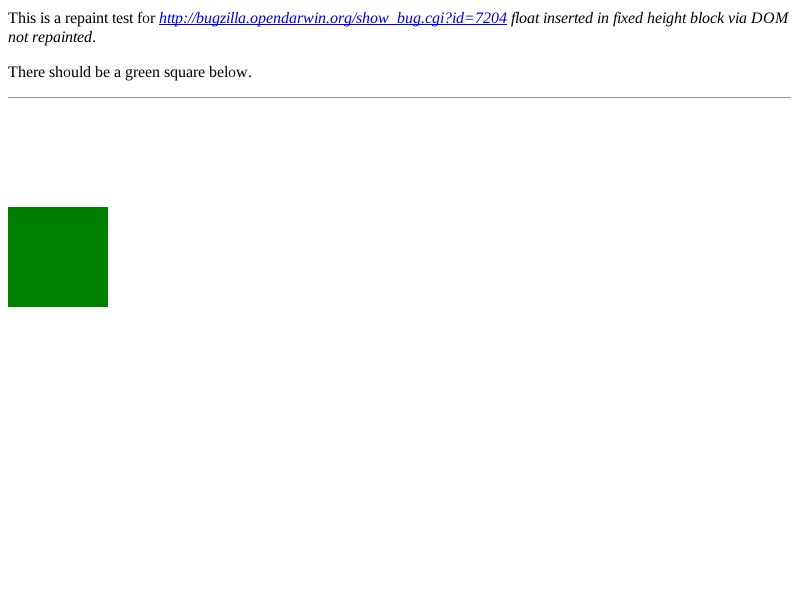 This is a repaint test for http://bugzilla.opendarwin.org/show_bug.cgi?id=7204 float inserted in fixed height block via DOM
not repainted.
There should be a green square below.